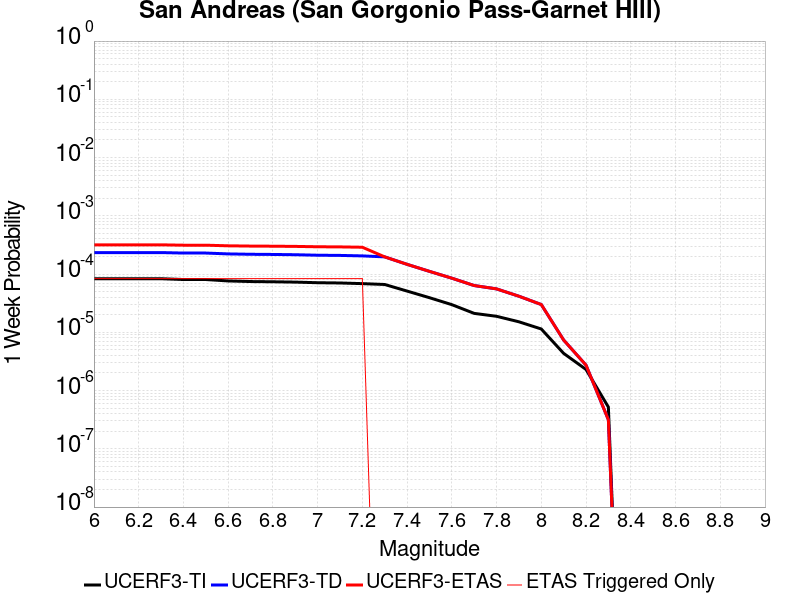 San Andreas (San Gorgonio Pass-Garnet HIll)
10^0
10^-1
10^-2
10^-3
10^-4
10^-5
10^-6
10^-7
10^-8
1 Week Probability
6 6.2 6.4 6.6 6.8 7 7.2 7.4 7.6 7.8 8 8.2 8.4 8.6 8.8 9
Magnitude
UCERF3-TI UCERF3-TD UCERF3-ETAS ETAS Triggered Only